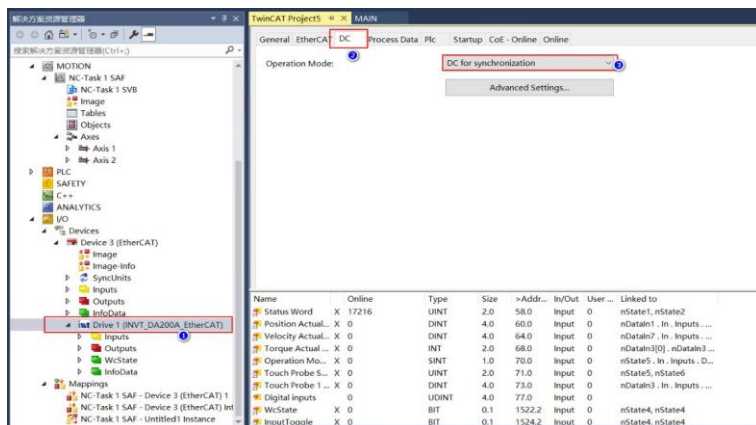 解决方案资源管理器
TwinCAT Project5
MAIN
搜索解决方案资源管理器(Ctrl+;)
General EtherCAT DC Process Data Plc Startup CoE - Online Online
2
Operation Mode:
DC for synchronization
3
Advanced Settings...
MOTION
NC-Task 1 SAF
NC-Task 1 SVB
Image
Tables
Objects
Axes
Axis 1
Axis 2
PLC
SAFETY
C++
ANALYTICS
I/O
Devices
Device 3 (EtherCAT)
Image
Image-Info
SyncUnits
Inputs
Outputs
InfoData
Drive 1 (INVT_DA200A_EtherCAT)
1
Inputs
Outputs
WcState
InfoData
Mappings
NC-Task 1 SAF - Device 3 (EtherCAT) 1
NC-Task 1 SAF - Device 3 (EtherCAT) Inf
NC-Task 1 SAF - Untitled1 Instance
Name Online Type Size >Addr... In/Out User ... Linked to
Status Word X 17216 UINT 2.0 58.0 Input 0 nState1, nState2
Position Actual... X 0 DINT 4.0 60.0 Input 0 nDataIn1 . In . Inputs . ...
Velocity Actual... X 0 DINT 4.0 64.0 Input 0 nDataIn7 . In . Inputs . ...
Torque Actual ... X 0 INT 2.0 68.0 Input 0 nDataIn3[0] . nDataIn3 ...
Operation Mo... X 0 SINT 1.0 70.0 Input 0 nState5 . In . Inputs . D...
Touch Probe S... X 0 UINT 2.0 71.0 Input 0 nState5, nState6
Touch Probe 1 ... X 0 DINT 4.0 73.0 Input 0 nDataIn3 . In . Inputs . ...
Digital inputs 0 UDINT 4.0 77.0 Input 0
WcState X 0 BIT 0.1 1522.2 Input 0 nState4, nState4
InputToggle X 0 BIT 0.1 1524.2 Input 0 nState4, nState4